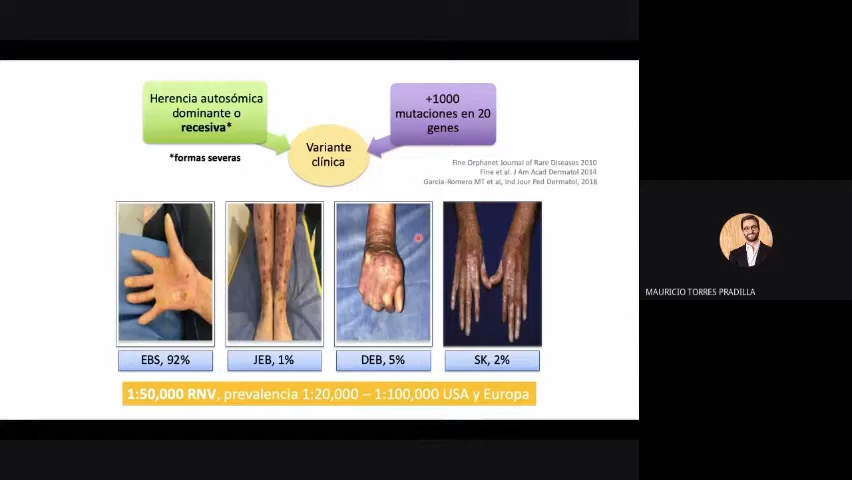 Herencia autosómica
dominante o
recesiva*
*formas severas
+1000
mutaciones en 20
genes
Variante
clínica
Fine Orphanet Journal of Rare Diseases 2010
Fine et al. J Am Acad Dermatol 2014
García-Romero MT et al, Ind Jour Ped Dermatol, 2018
EBS, 92%
JEB, 1%
DEB, 5%
SK, 2%
1:50,000 RNV, prevalencia 1:20,000 – 1:100,000 USA y Europa
MAURICIO TORRES PRADILLA